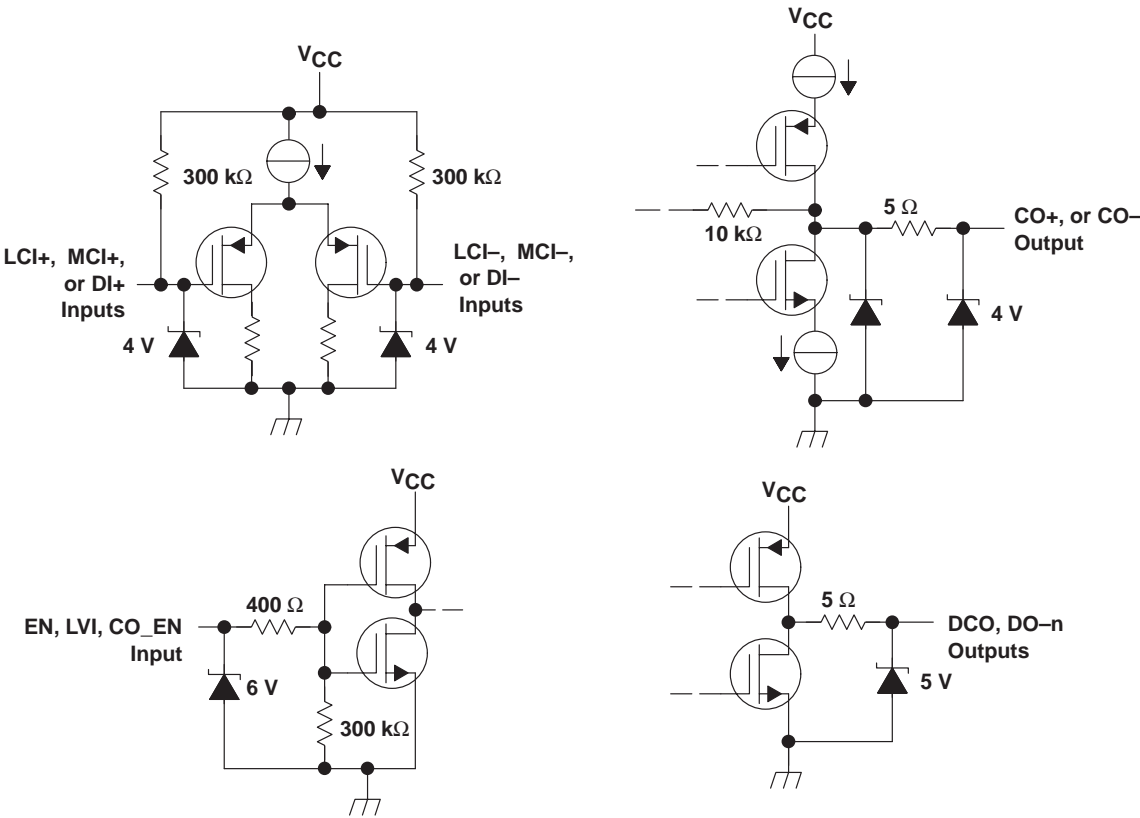 VCC
300 kΩ
300 kΩ
LCI+, MCI+,
or DI+
Inputs
LCI–, MCI–,
or DI–
Inputs
4 V
4 V
VCC
10 kΩ
5 Ω
CO+, or CO–
Output
4 V
VCC
400 Ω
EN, LVI, CO_EN
Input
6 V
300 kΩ
VCC
5 Ω
DCO, DO–n
Outputs
5 V